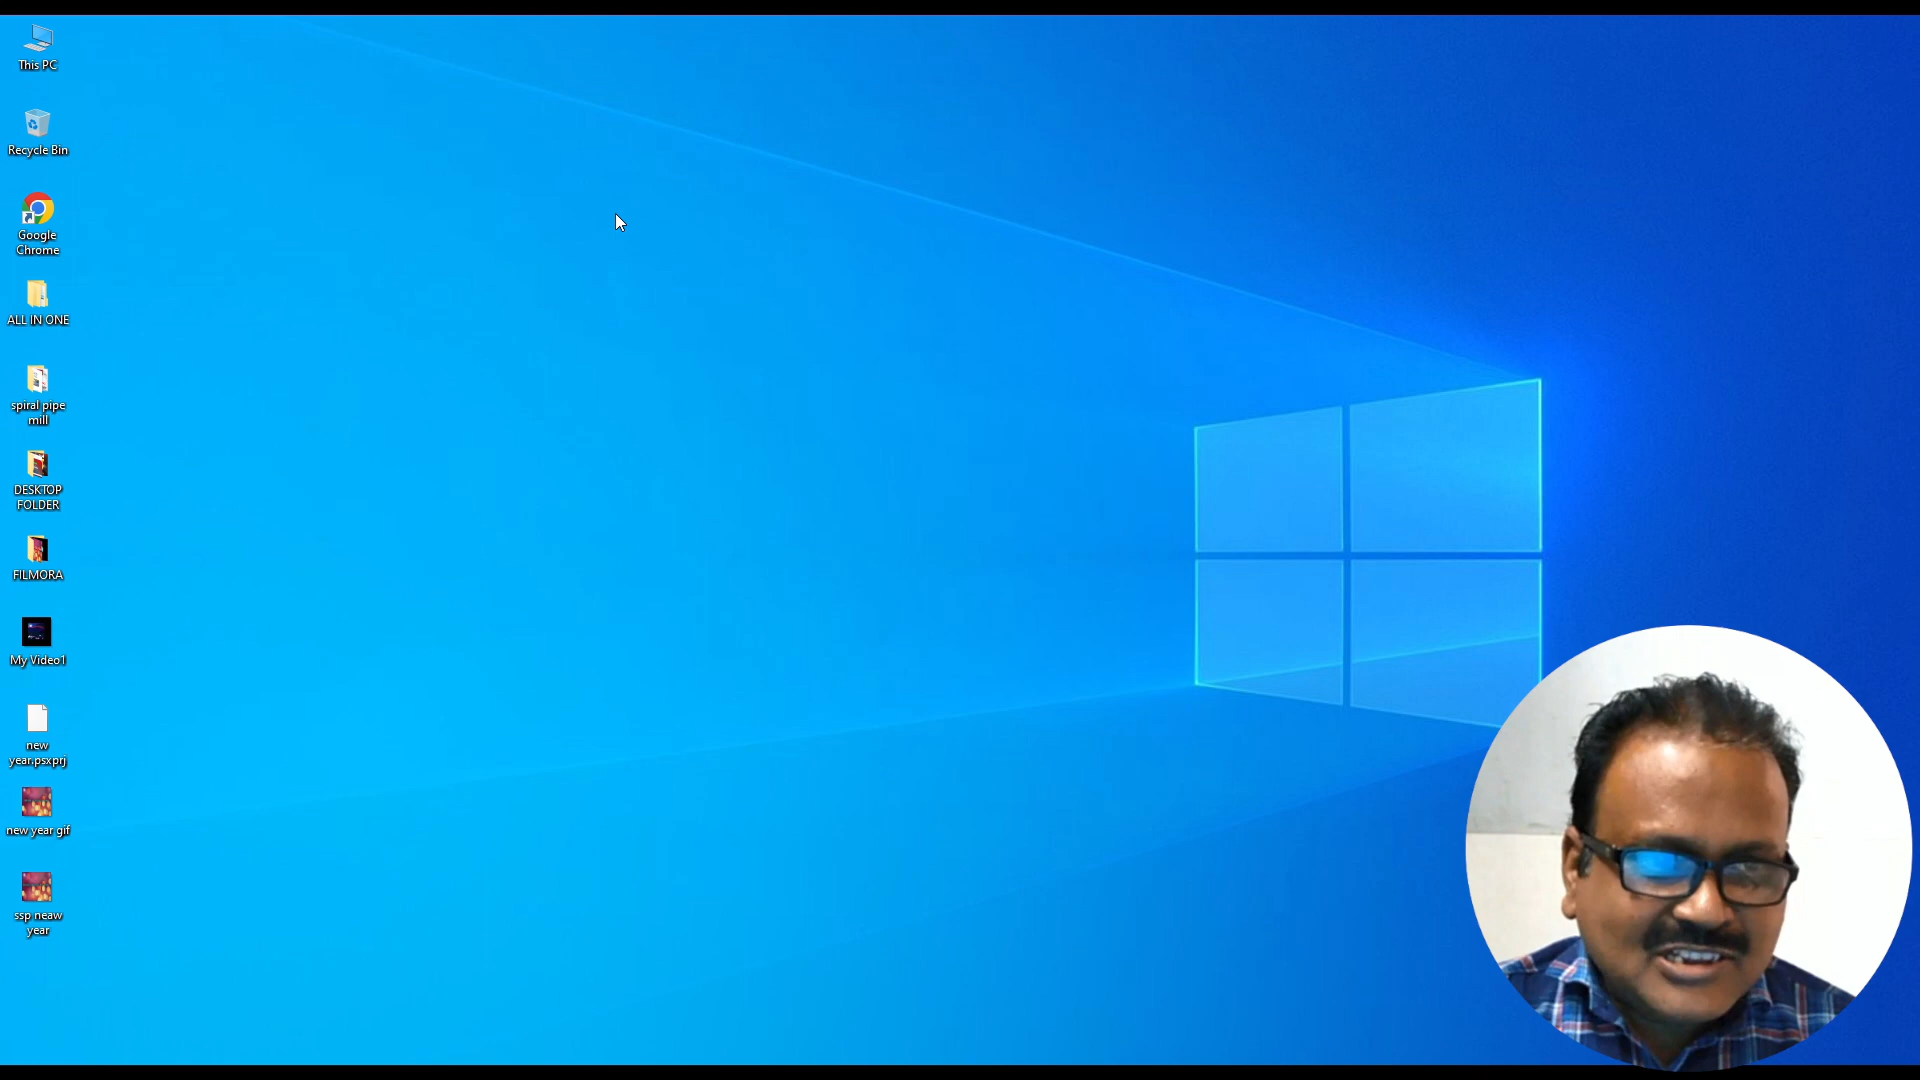 This PC
Recycle Bin
Google
Chrome
ALL IN ONE
spiral pipe
mill
DESKTOP
FOLDER
FILMORA
My Video1
new
year.psxprj
new year gif
ssp neaw
year